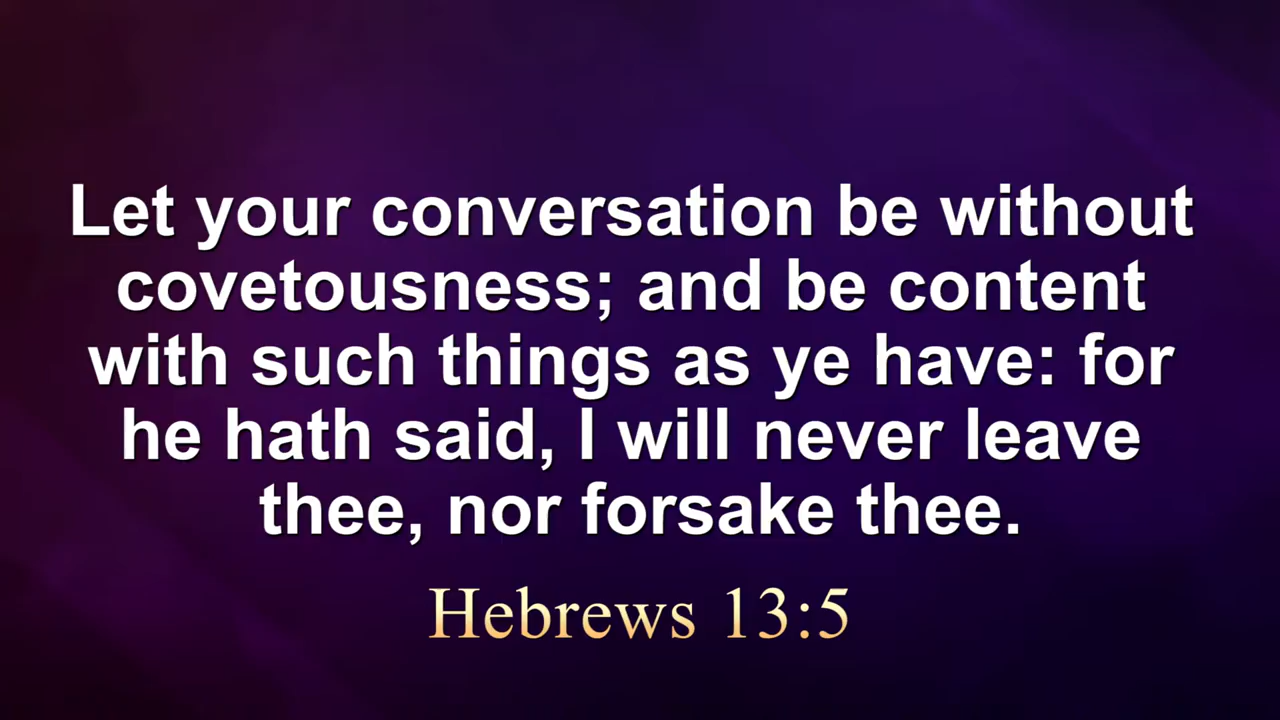 Let your conversation be without
covetousness; and be content
with such things as ye have: for
he hath said, I will never leave
thee, nor forsake thee.
Hebrews 13:5